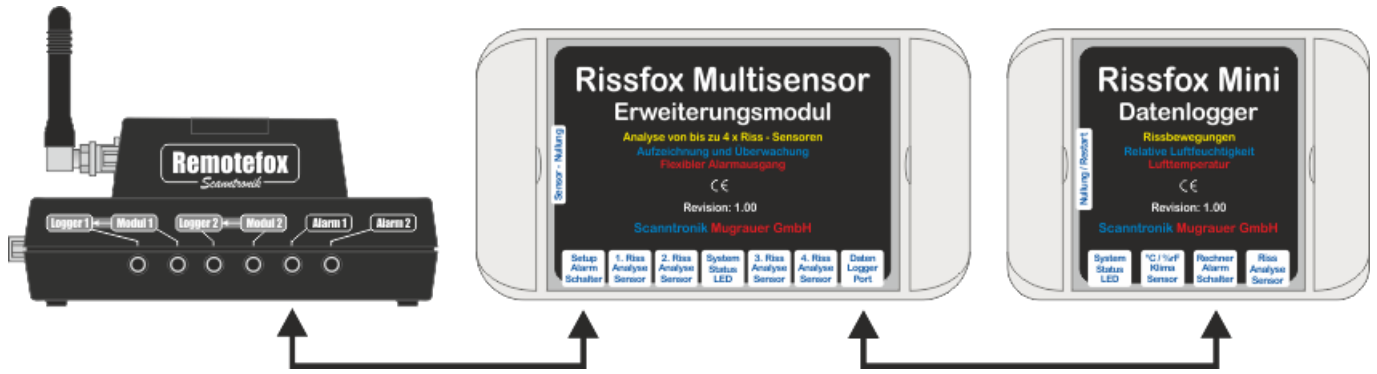 Remotefox
Scanntronik
Logger 1 Modul 1 Logger 2 Modul 2 Alarm 1 Alarm 2
Rissfox Multisensor
Erweiterungsmodul
Analyse von bis zu 4 x Riss - Sensoren
Aufzeichnung und Überwachung
Flexibler Alarmausgang
CE
Revision: 1.00
Scanntronik Mugrauer GmbH
Sensor - Nullung
Setup
Alarm
Schalter
1. Riss
Analyse
Sensor
2. Riss
Analyse
Sensor
System
Status
LED
3. Riss
Analyse
Sensor
4. Riss
Analyse
Sensor
Daten
Logger
Port
Rissfox Mini
Datenlogger
Rissbewegungen
Relative Luftfeuchtigkeit
Lufttemperatur
CE
Revision: 1.00
Scanntronik Mugrauer GmbH
Nullung / Restart
System
Status
LED
°C / %rF
Klima
Sensor
Rechner
Alarm
Schalter
Riss
Analyse
Sensor